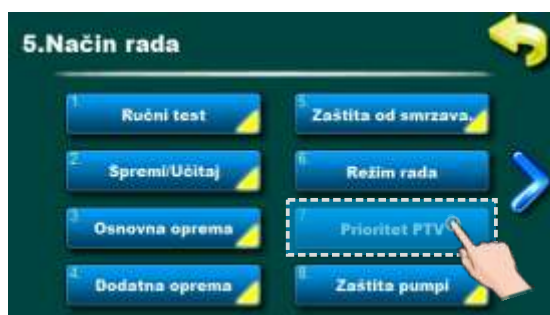 5.Način rada
1.
Ručni test
2.
Spremi/Učitaj
3.
Osnovna oprema
4.
Dodatna oprema
5.
Zaštita od smrzava.
6.
Režim rada
7.
Prioritet PTV
8.
Zaštita pumpi